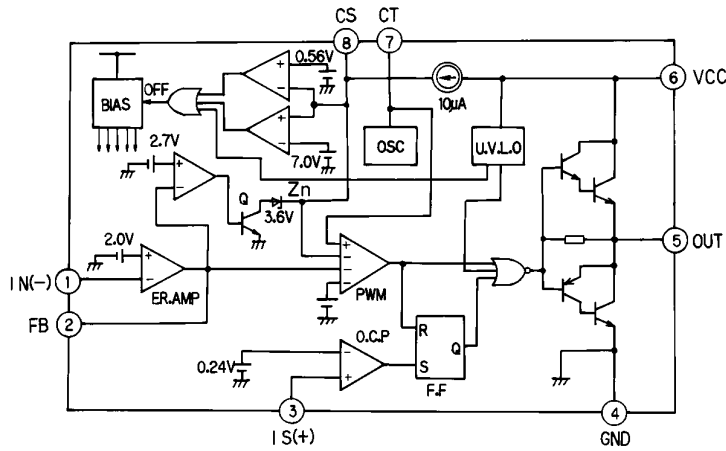 CS CT
8 7
0.56V
6 VCC
OFF
BIAS
10μA
OSC
U.V.L.O
7.0V
2.7V
Zn
Q
3.6V
5 OUT
2.0V
+
−
+
−
+
−
+
−
+
−
−
−
−
+
1
IN(-)
ER.AMP
PWM
FB 2
O.C.P
R
Q
0.24V
S
F.F
3
IS(+)
4
GND